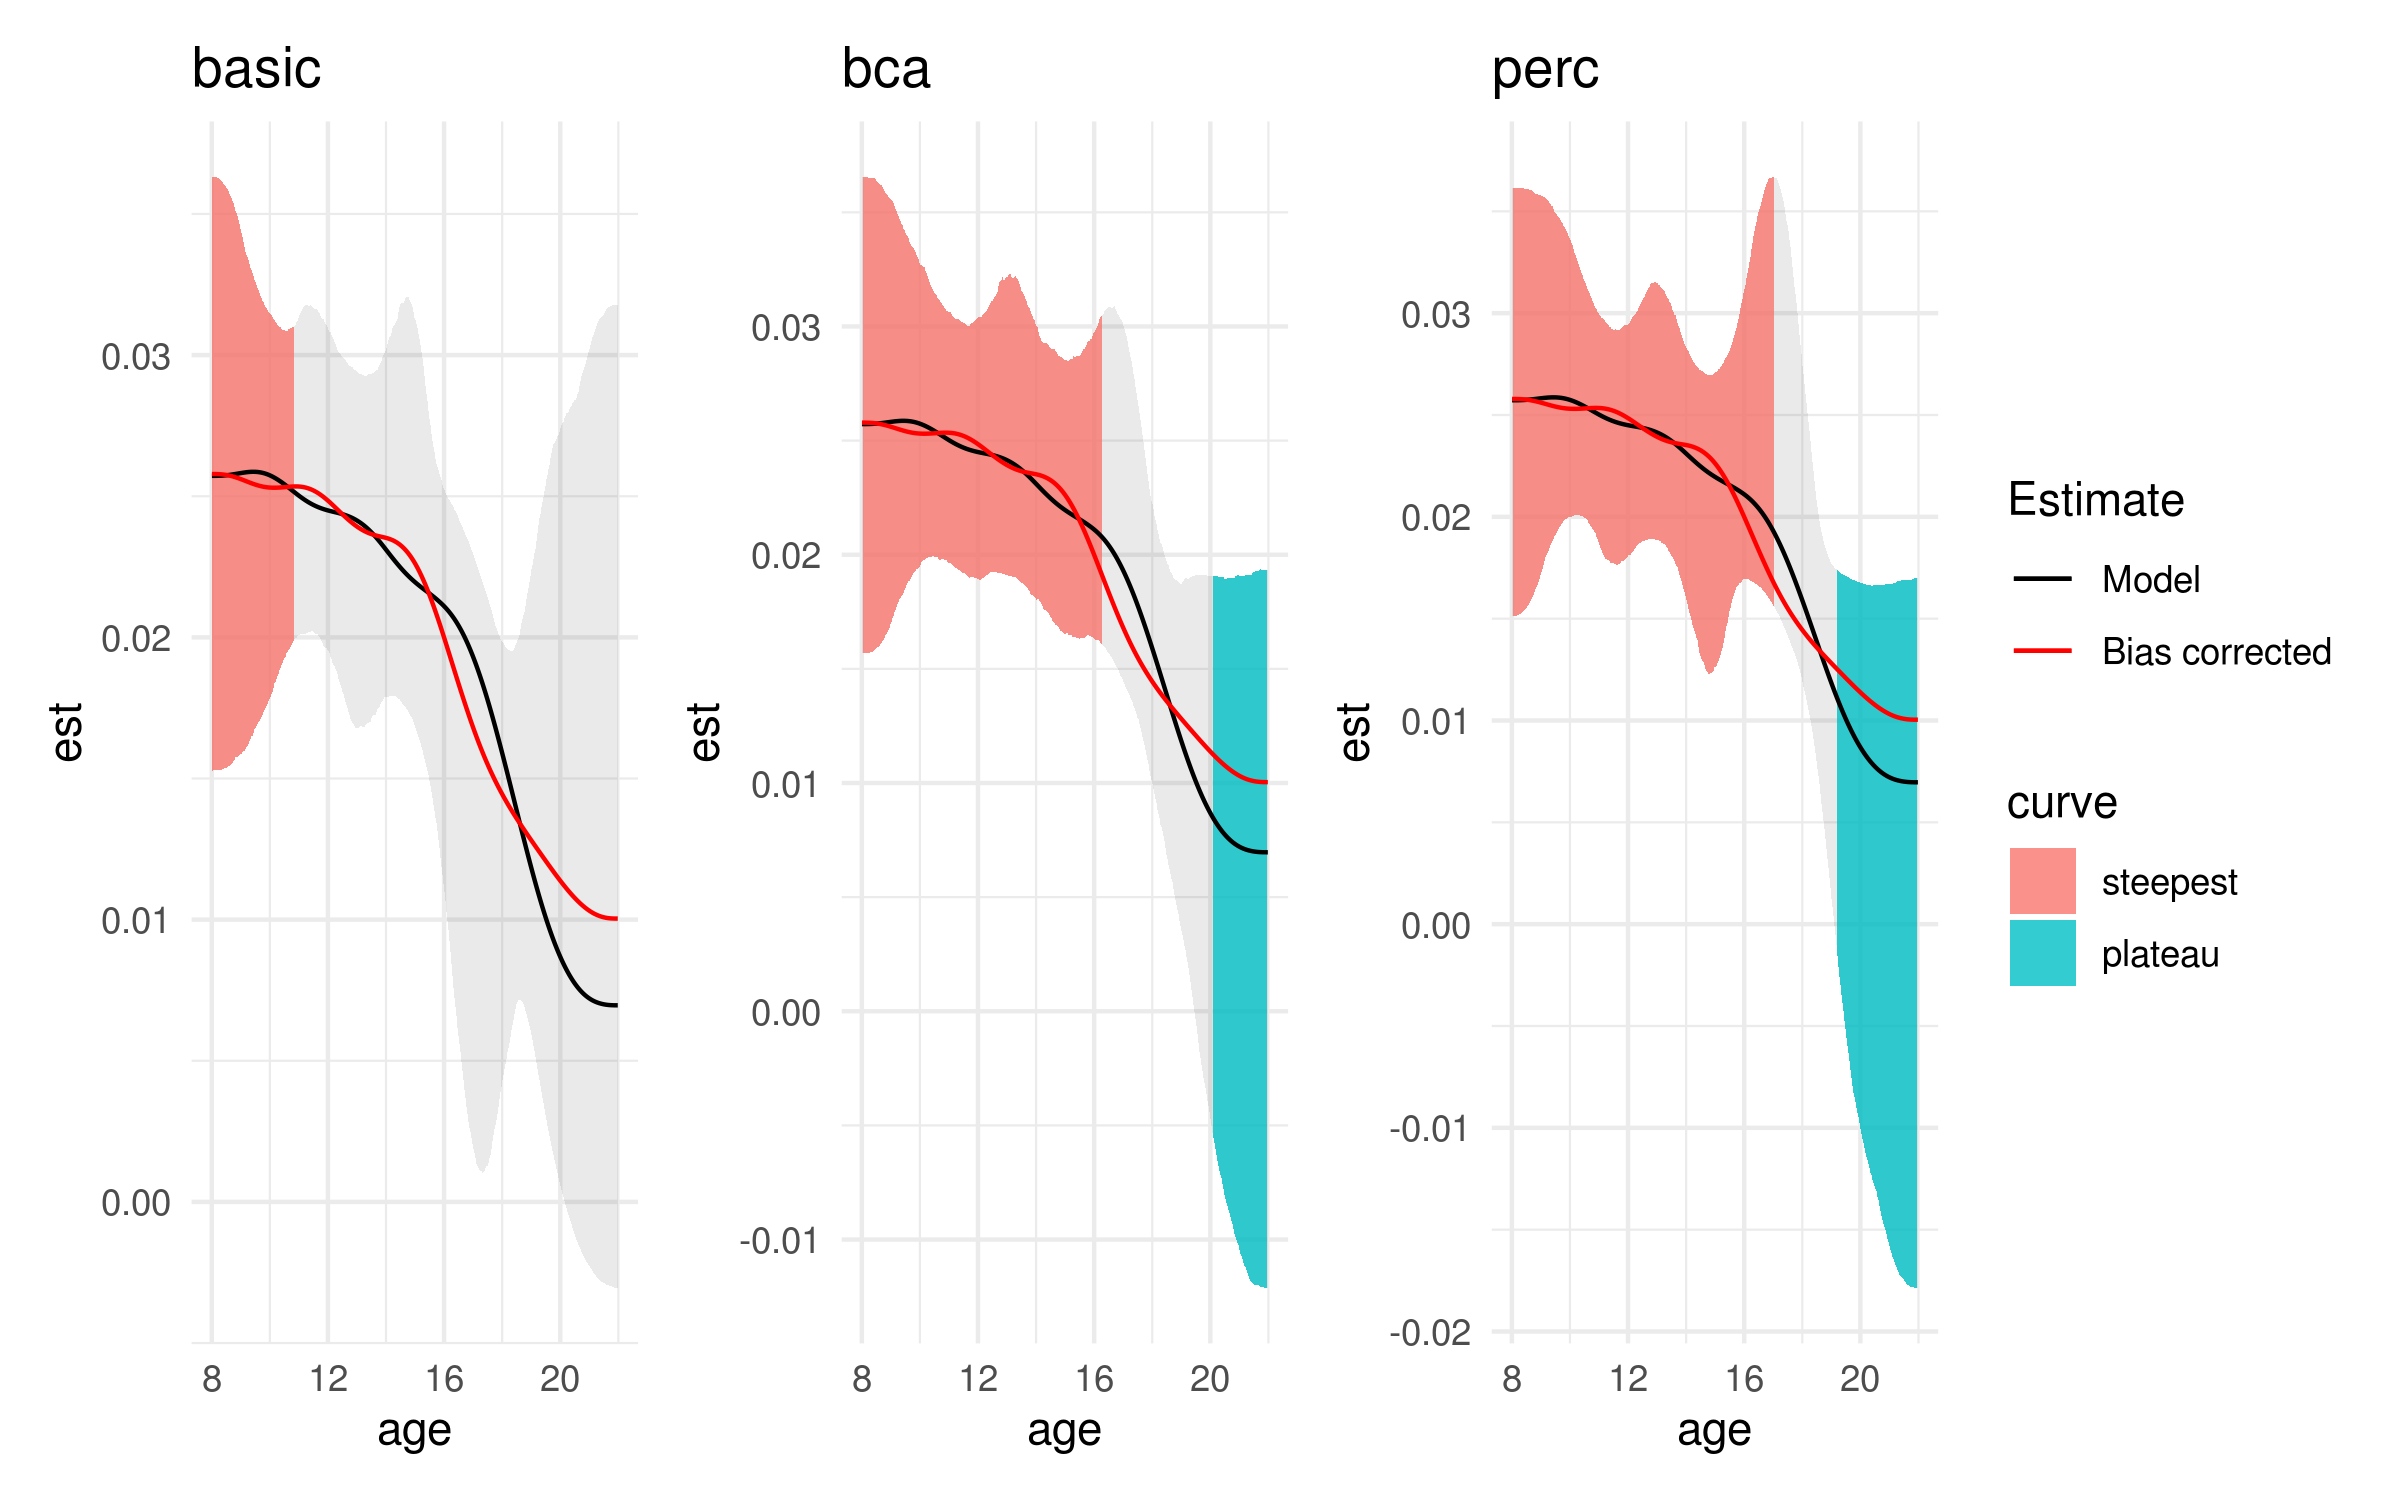 basic
bca
perc
est
0.03
0.02
0.01
0.00
8 12 16 20
age
est
0.03
0.02
0.01
0.00
-0.01
8 12 16 20
age
est
0.03
0.02
0.01
0.00
-0.01
-0.02
8 12 16 20
age
Estimate
Model
Bias corrected
curve
steepest
plateau